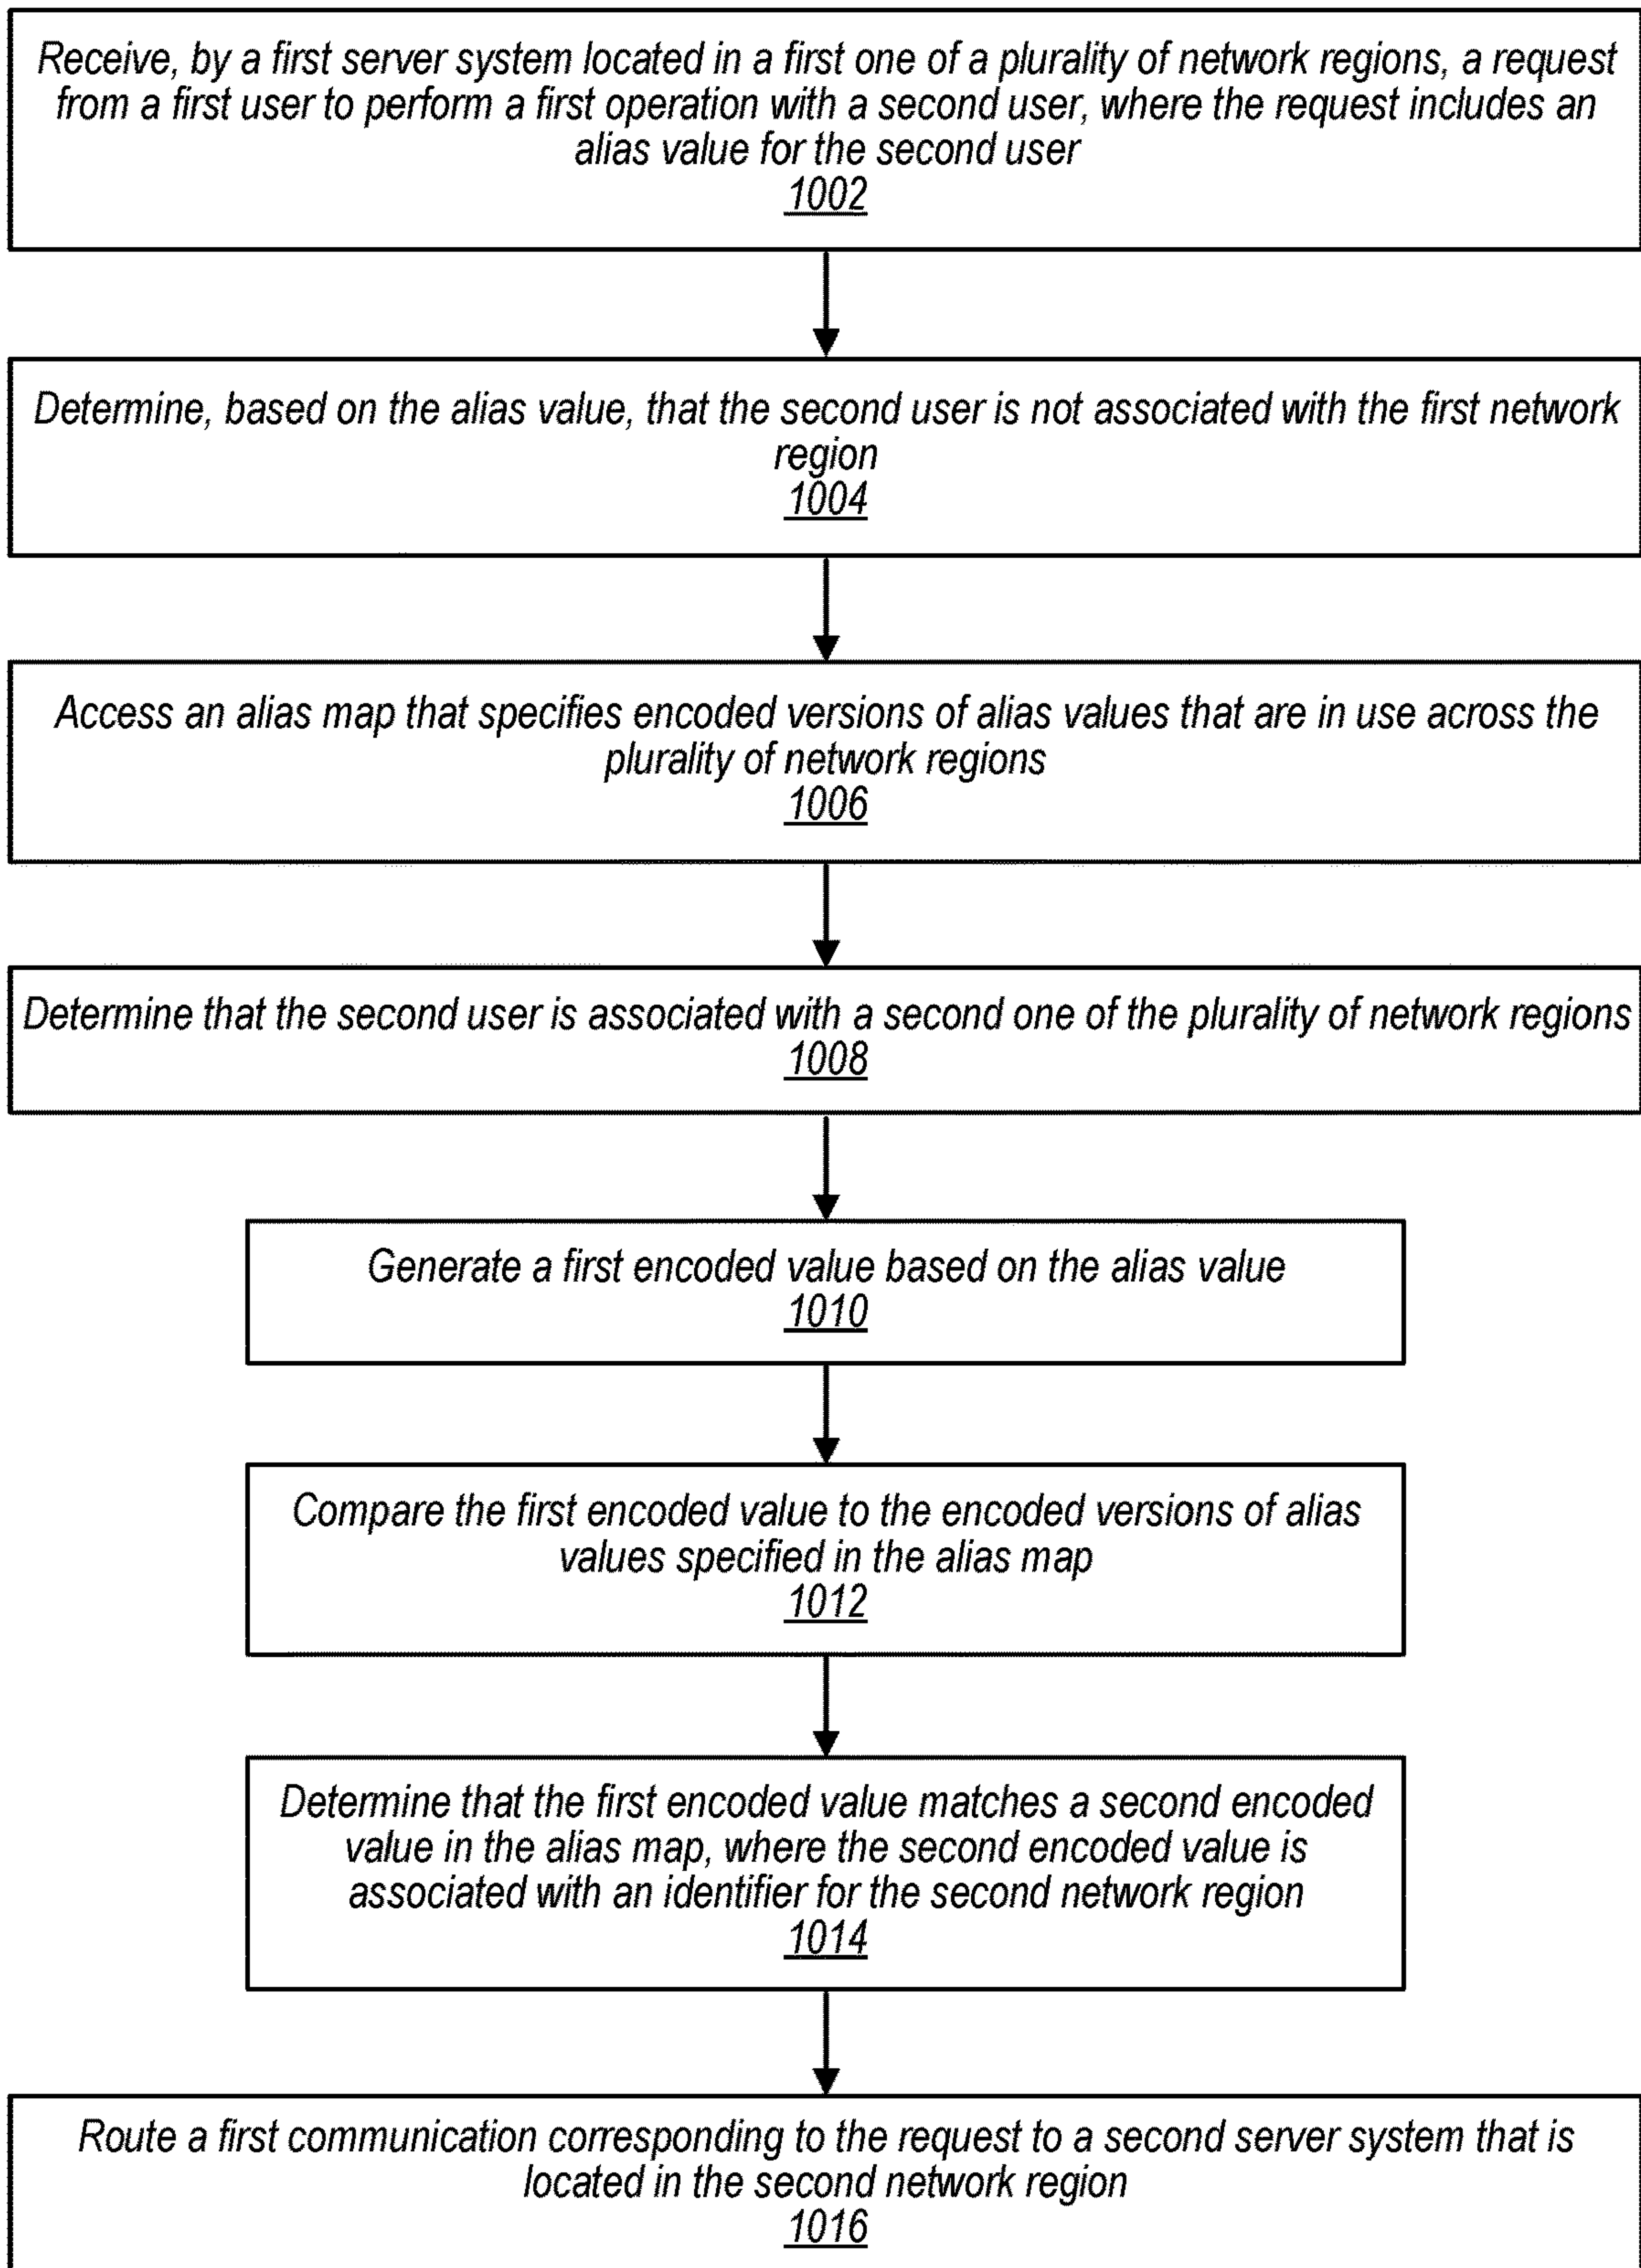 Receive, by a first server system located in a first one of a plurality of network regions, a request
from a first user to perform a first operation with a second user, where the request includes an
alias value for the second user
1002
Determine, based on the alias value, that the second user is not associated with the first network
region
1004
Access an alias map that specifies encoded versions of alias values that are in use across the
plurality of network regions
1006
Determine that the second user is associated with a second one of the plurality of network regions
1008
Generate a first encoded value based on the alias value
1010
Compare the first encoded value to the encoded versions of alias
values specified in the alias map
1012
Determine that the first encoded value matches a second encoded
value in the alias map, where the second encoded value is
associated with an identifier for the second network region
1014
Route a first communication corresponding to the request to a second server system that is
located in the second network region
1016